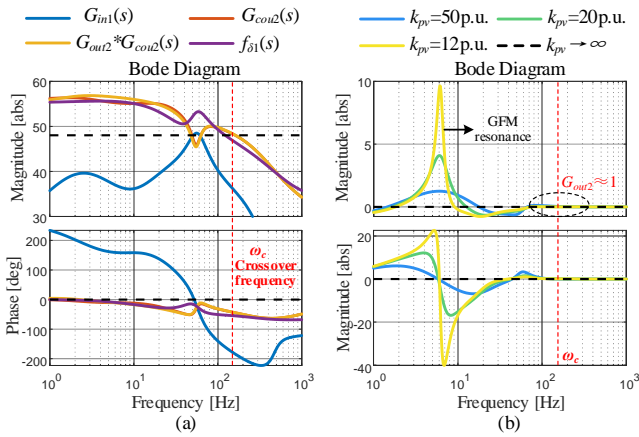 (a)
G_in1(s)
G_cou2(s)
G_out2*G_cou2(s)
f_δ1(s)
Bode Diagram
Magnitude [abs]
60
50
40
30
Phase [deg]
200
100
0
-100
-200
ω_c
Crossover
frequency
10^0
10^1
10^2
10^3
Frequency [Hz]
(a)
(b)
k_pv=50p.u.
k_pv=20p.u.
k_pv=12p.u.
k_pv→∞
Bode Diagram
Magnitude [abs]
10
5
0
GFM
resonance
G_out2≈1
Magnitude [abs]
20
0
-20
-40
ω_c
10^0
10^1
10^2
10^3
Frequency [Hz]
(b)